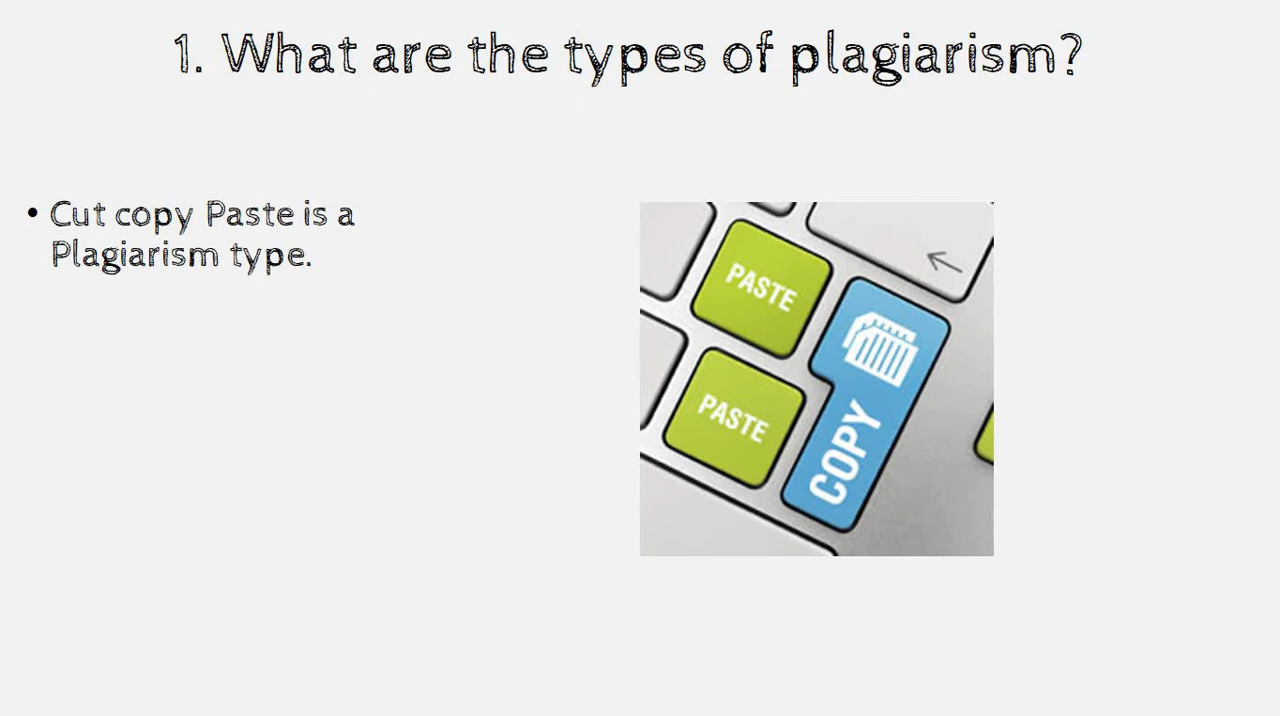 1. What are the types of plagiarism?
• Cut copy Paste is a
Plagiarism type.
PASTE
PASTE
COPY